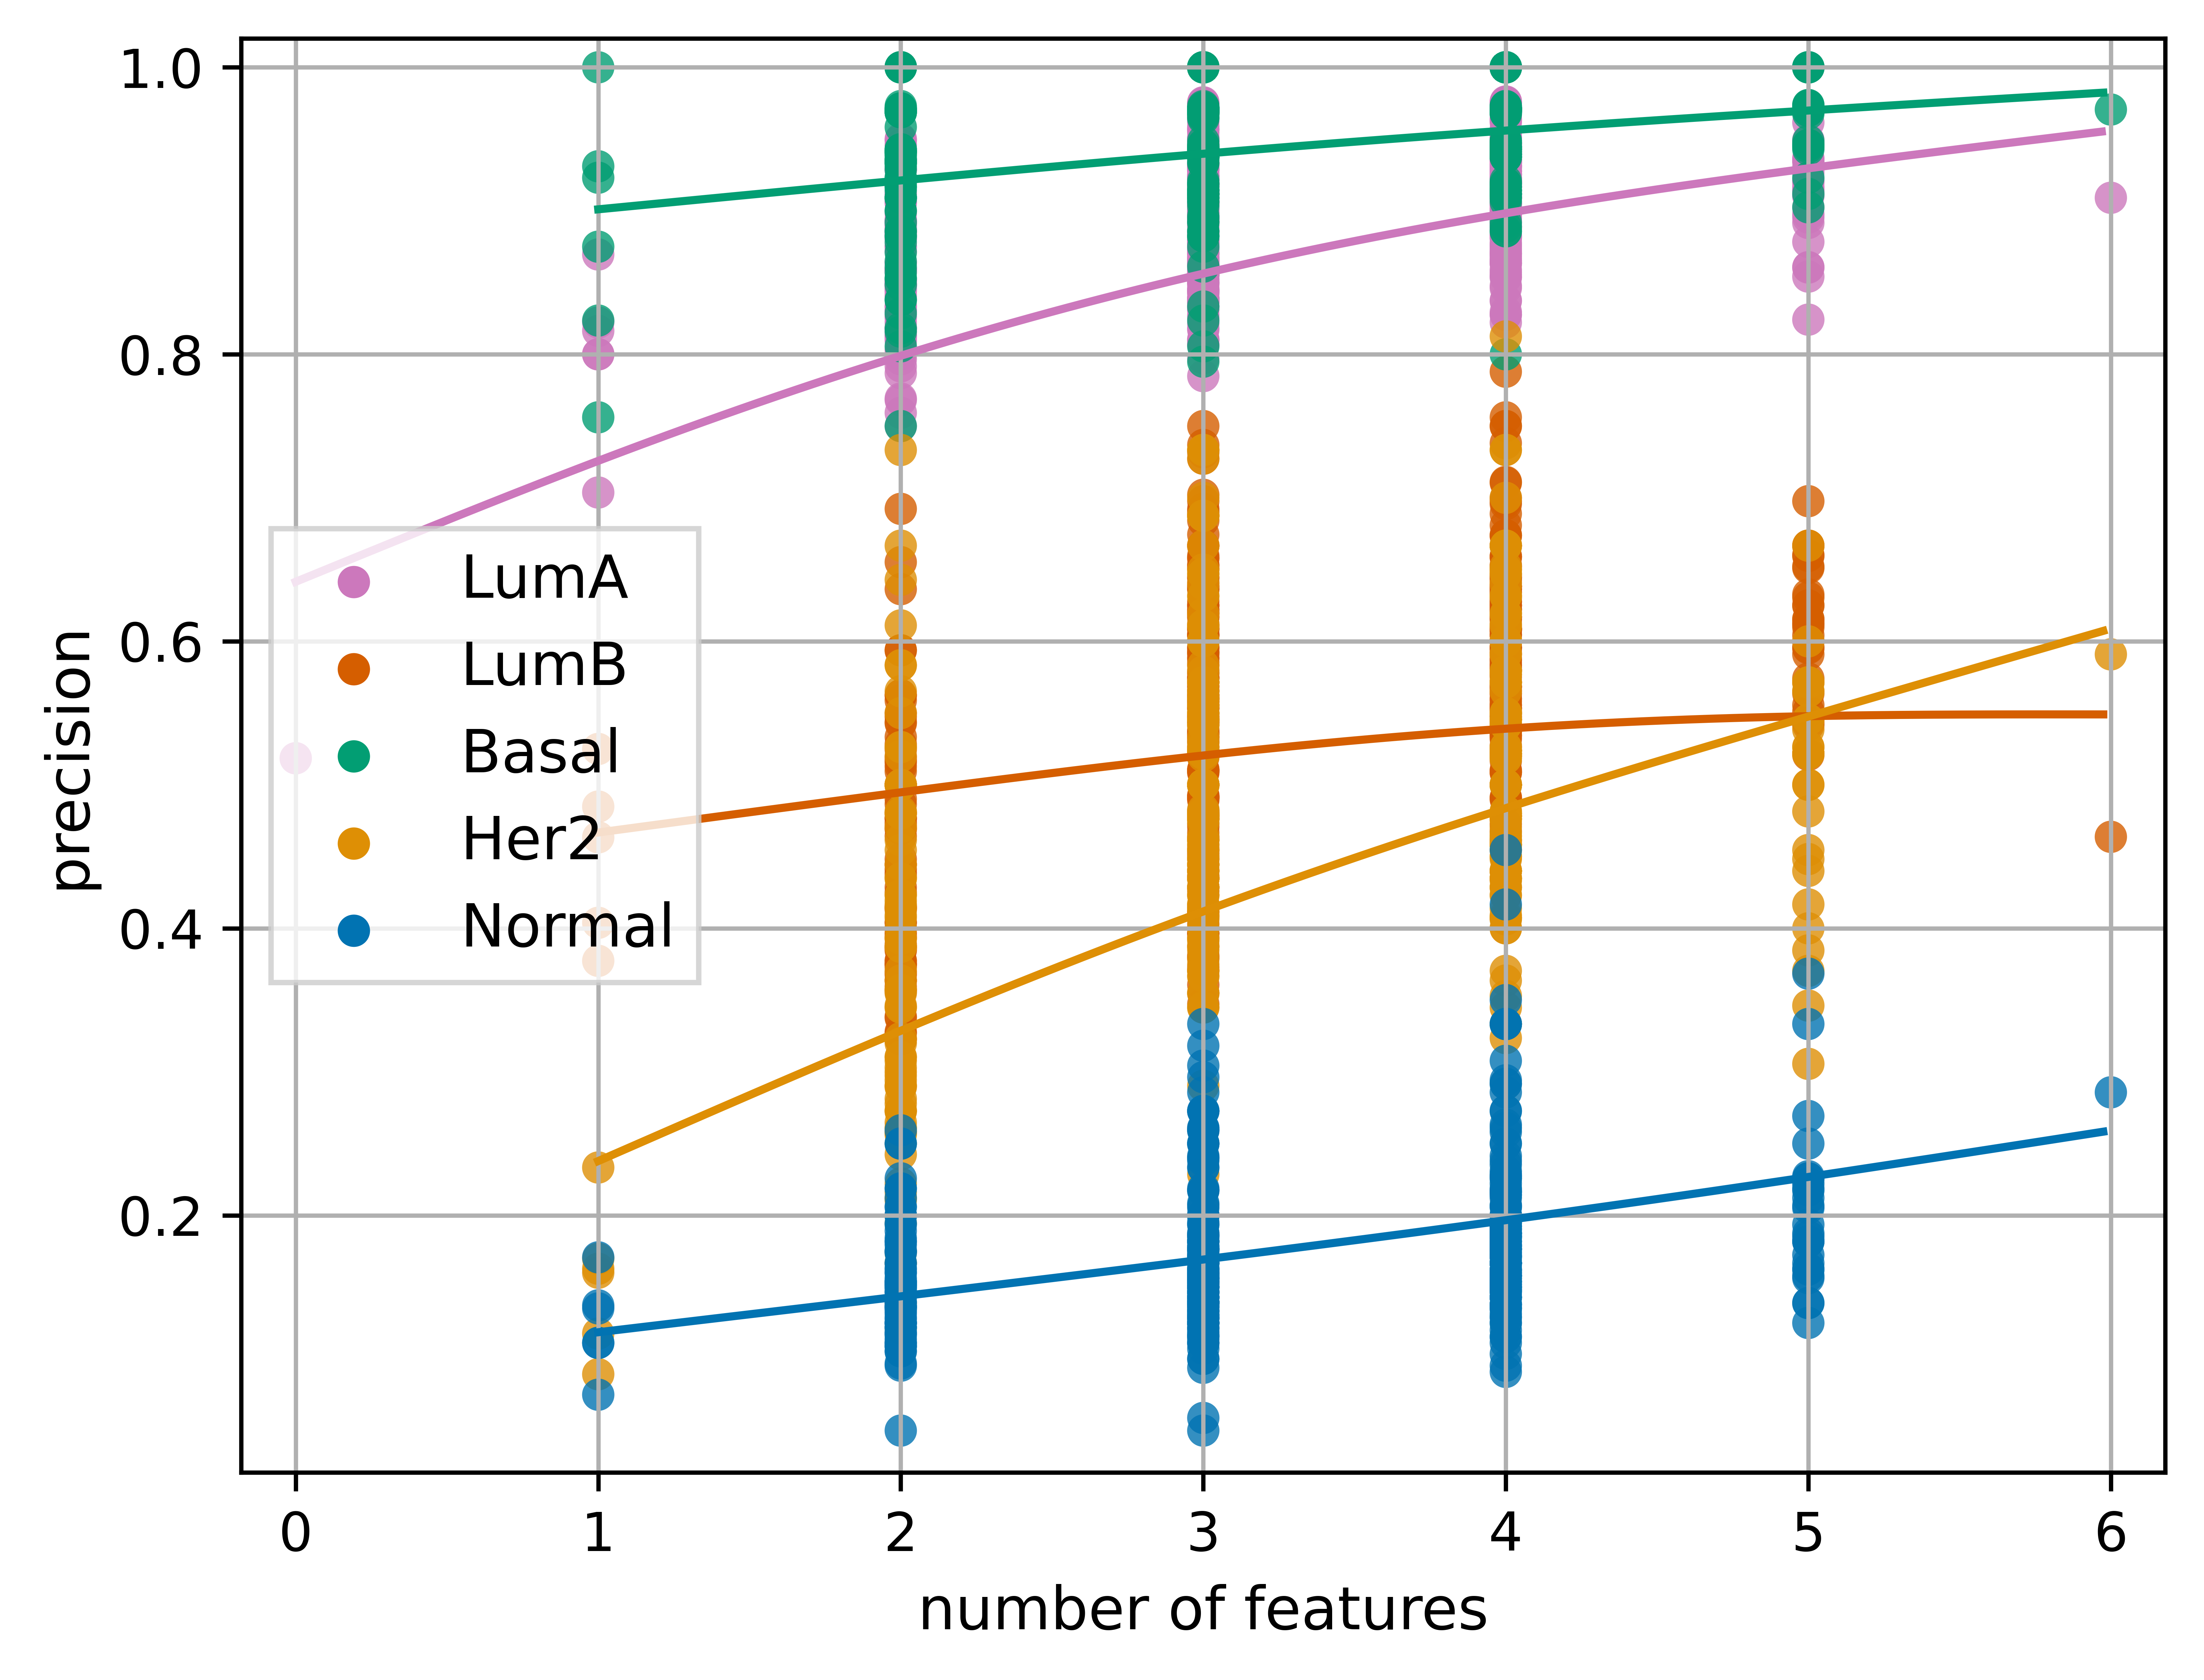 precision
1.0
0.8
0.6
0.4
0.2
LumA
LumB
Basal
Her2
Normal
0 1 2 3 4 5 6
number of features